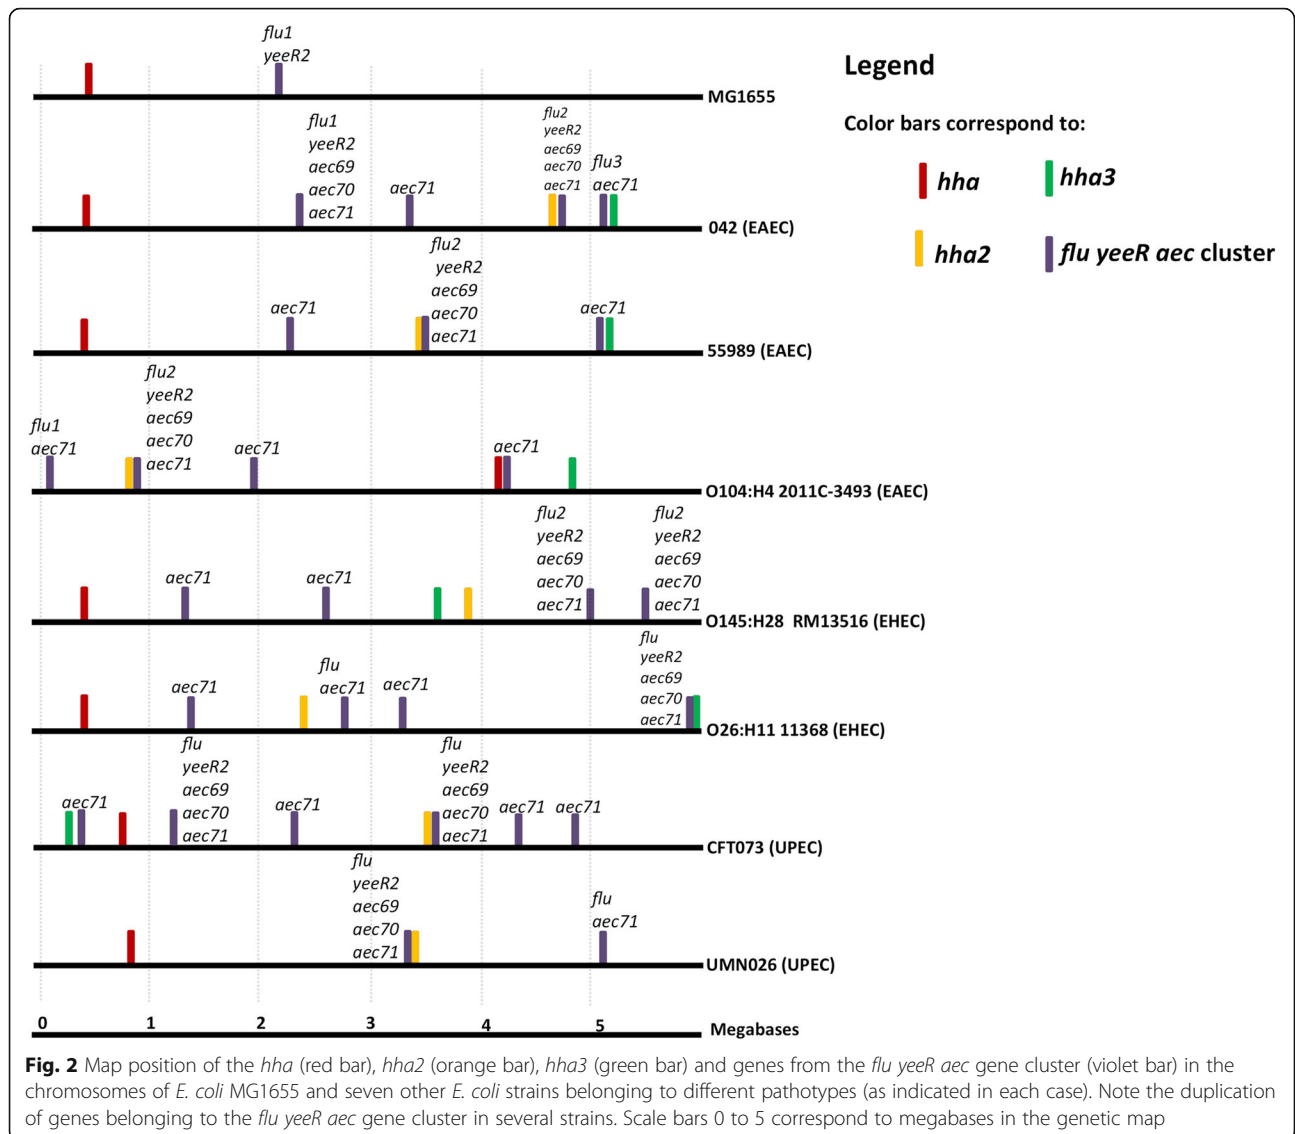 flu1
yeeR2
MG1655
Legend
Color bars correspond to:
hha
hha3
hha2
flu yeeR aec cluster
flu1
yeeR2
aec69
aec70
aec71
aec71
flu2
yeeR2
aec69
aec70
aec71
flu3
aec71
042 (EAEC)
aec71
flu2
yeeR2
aec69
aec70
aec71
aec71
55989 (EAEC)
flu1
aec71
flu2
yeeR2
aec69
aec70
aec71
aec71
aec71
O104:H4 2011C-3493 (EAEC)
aec71
aec71
flu2
yeeR2
aec69
aec70
aec71
flu2
yeeR2
aec69
aec70
aec71
O145:H28 RM13516 (EHEC)
aec71
flu
aec71
aec71
flu
yeeR2
aec69
aec70
aec71
O26:H11 11368 (EHEC)
aec71
flu
yeeR2
aec69
aec70
aec71
aec71
flu
yeeR2
aec69
aec70
aec71
aec71
aec71
CFT073 (UPEC)
flu
yeeR2
aec69
aec70
aec71
flu
aec71
UMN026 (UPEC)
0 1 2 3 4 5 Megabases
Fig. 2 Map position of the hha (red bar), hha2 (orange bar), hha3 (green bar) and genes from the flu yeeR aec gene cluster (violet bar) in the
chromosomes of E. coli MG1655 and seven other E. coli strains belonging to different pathotypes (as indicated in each case). Note the duplication
of genes belonging to the flu yeeR aec gene cluster in several strains. Scale bars 0 to 5 correspond to megabases in the genetic map